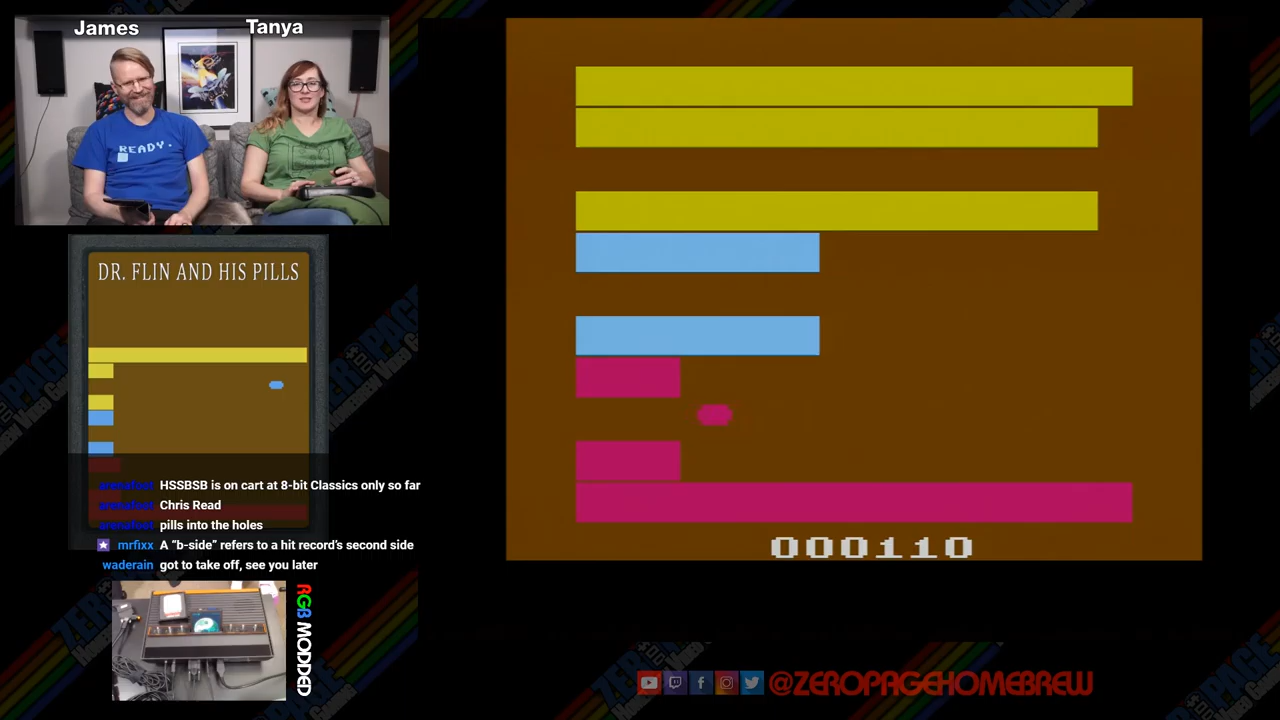 James
Tanya
READY.
DR. FLIN AND HIS PILLS
HSSBSB is on cart at 8-bit Classics only so far
Chris Read
pills into the holes
mrfixx A “b-side” refers to a hit record's second side
waderain got to take off, see you later
RGB MODDED
000110
@ZEROPAGEHOMEBREW